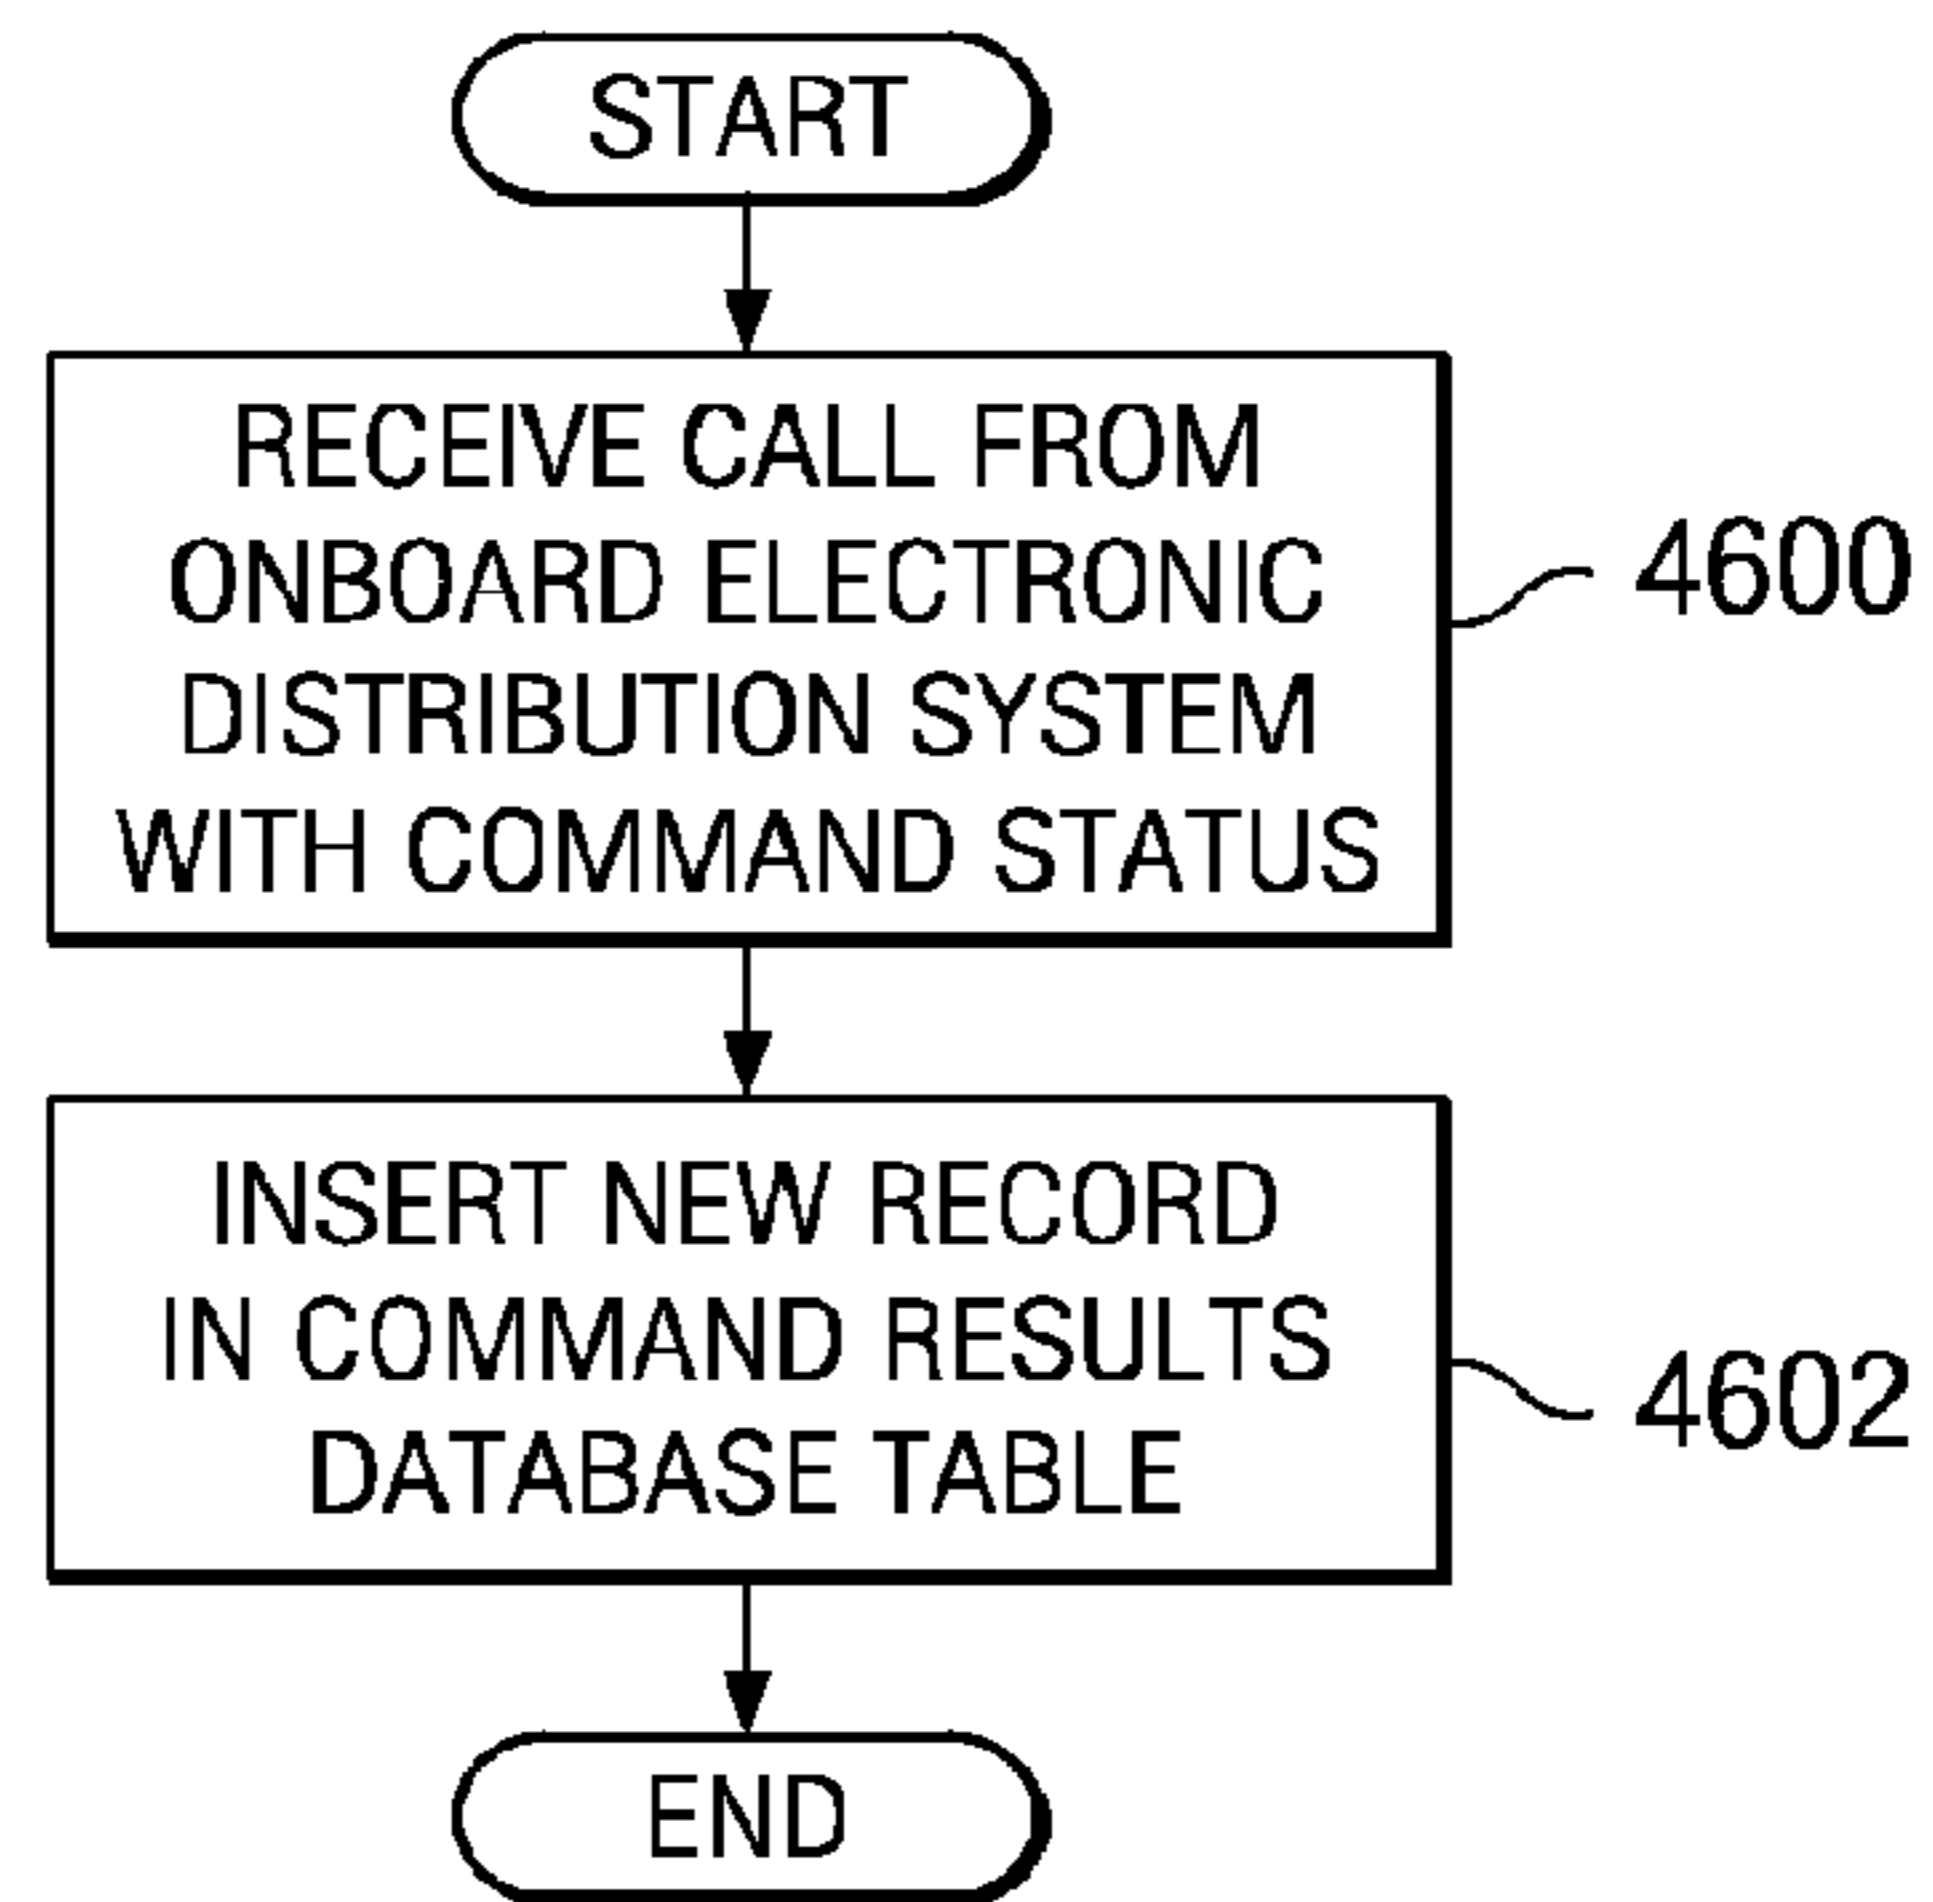 START
RECEIVE CALL FROM
ONBOARD ELECTRONIC
DISTRIBUTION SYSTEM
WITH COMMAND STATUS
4600
INSERT NEW RECORD
IN COMMAND RESULTS
DATABASE TABLE
4602
END